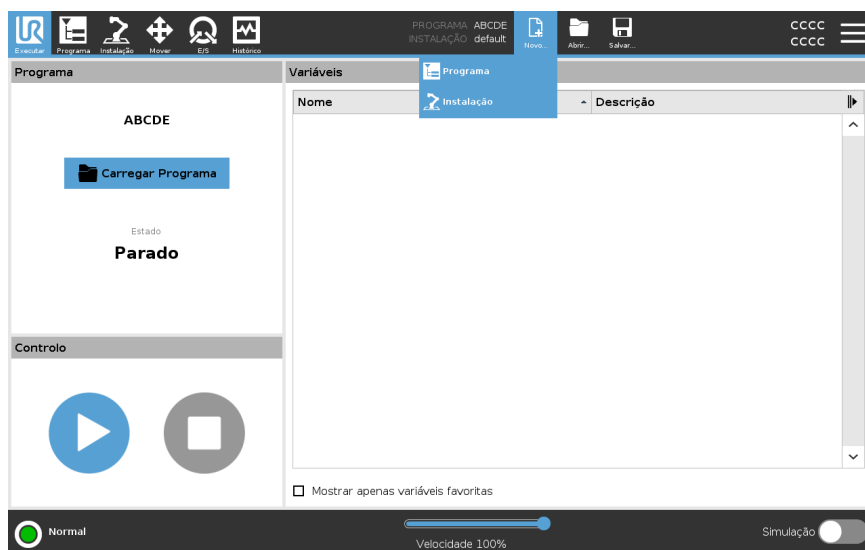 UR
Executar
Programa
Instalação
Mover
E/S
Histórico
PROGRAMA ABCDE
INSTALAÇÃO default
Novo...
Abrir...
Salvar...
CCCC
CCCC
Programa
Instalação
Programa
ABCDE
Carregar Programa
Estado
Parado
Controlo
Variáveis
Nome
Descrição
Mostrar apenas variáveis favoritas
Normal
Velocidade 100%
Simulação